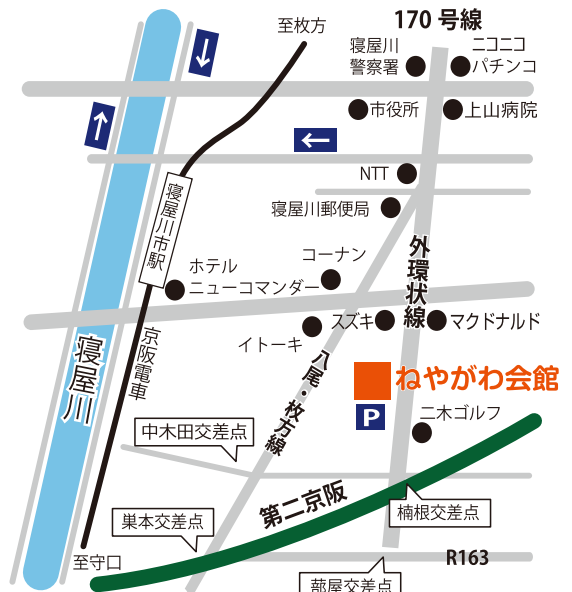 170 号線
至枚方
寝屋川
警察署
ニコニコ
パチンコ
市役所
上山病院
NTT
寝屋川郵便局
寝屋川市駅
外環状線
コーナン
ホテル
ニューコマンダー
スズキ
マクドナルド
イトーキ
京阪電車
寝屋川
八尾・枚方線
ねやがわ会館
P
二木ゴルフ
中木田交差点
第二京阪
楠根交差点
巣本交差点
至守口
R163
部屋交差点